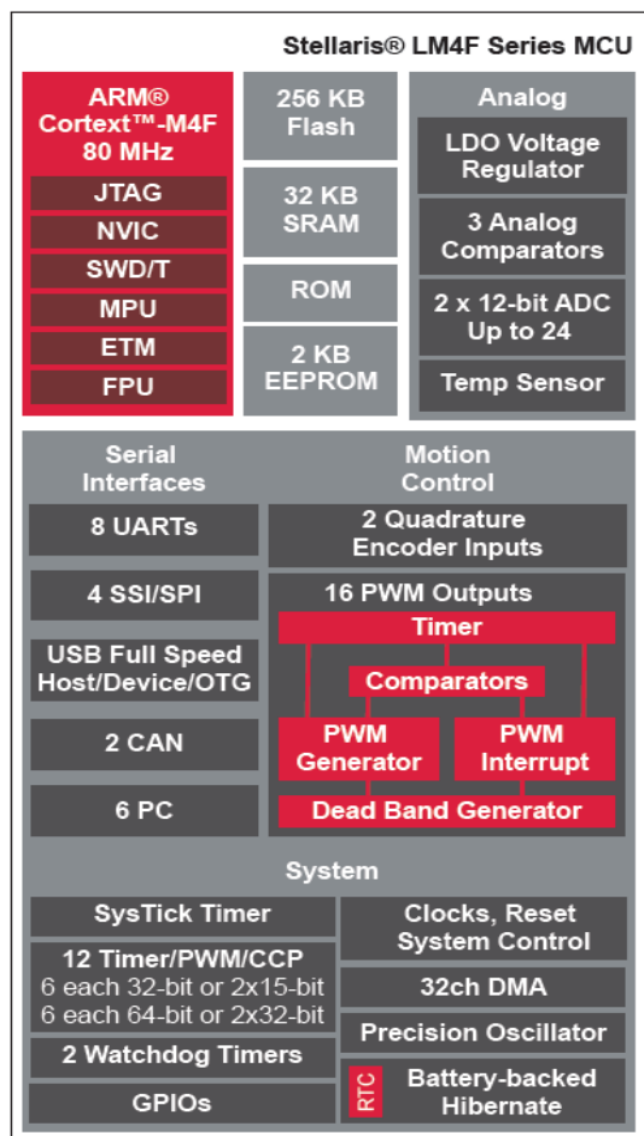 Stellaris® LM4F Series MCU
ARM®
Cortext™-M4F
80 MHz
JTAG
NVIC
SWD/T
MPU
ETM
FPU
256 KB
Flash
32 KB
SRAM
ROM
2 KB
EEPROM
Analog
LDO Voltage
Regulator
3 Analog
Comparators
2 x 12-bit ADC
Up to 24
Temp Sensor
Serial
Interfaces
8 UARTs
4 SSI/SPI
USB Full Speed
Host/Device/OTG
2 CAN
6 PC
Motion
Control
2 Quadrature
Encoder Inputs
16 PWM Outputs
Timer
Comparators
PWM
Generator
PWM
Interrupt
Dead Band Generator
System
SysTick Timer
12 Timer/PWM/CCP
6 each 32-bit or 2x15-bit
6 each 64-bit or 2x32-bit
2 Watchdog Timers
GPIOs
Clocks, Reset
System Control
32ch DMA
Precision Oscillator
RTC
Battery-backed
Hibernate